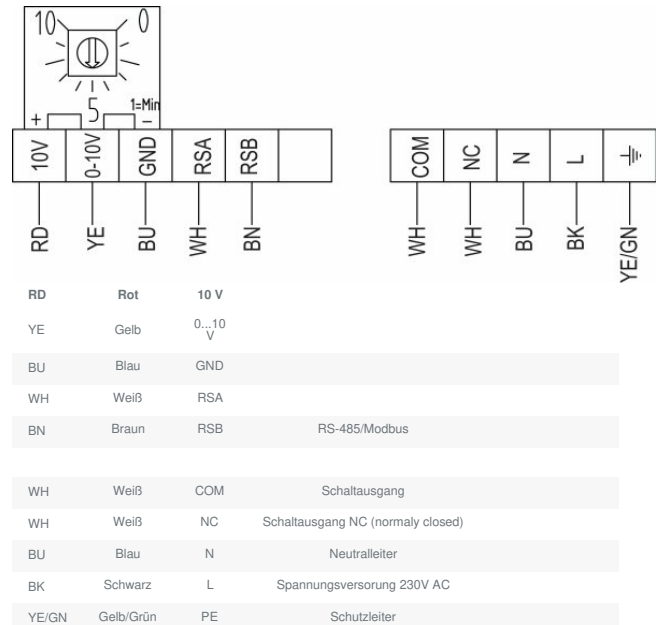 10 0
5 1=Min
+ −
10V 0-10V GND RSA RSB COM NC N L
RD YE BU WH BN WH WH BU BK YE/GN
RD Rot 10 V
YE Gelb 0...10 V
BU Blau GND
WH Weiß RSA
BN Braun RSB RS-485/Modbus
WH Weiß COM Schaltausgang
WH Weiß NC Schaltausgang NC (normaly closed)
BU Blau N Neutralleiter
BK Schwarz L Spannungsversorung 230V AC
YE/GN Gelb/Grün PE Schutzleiter